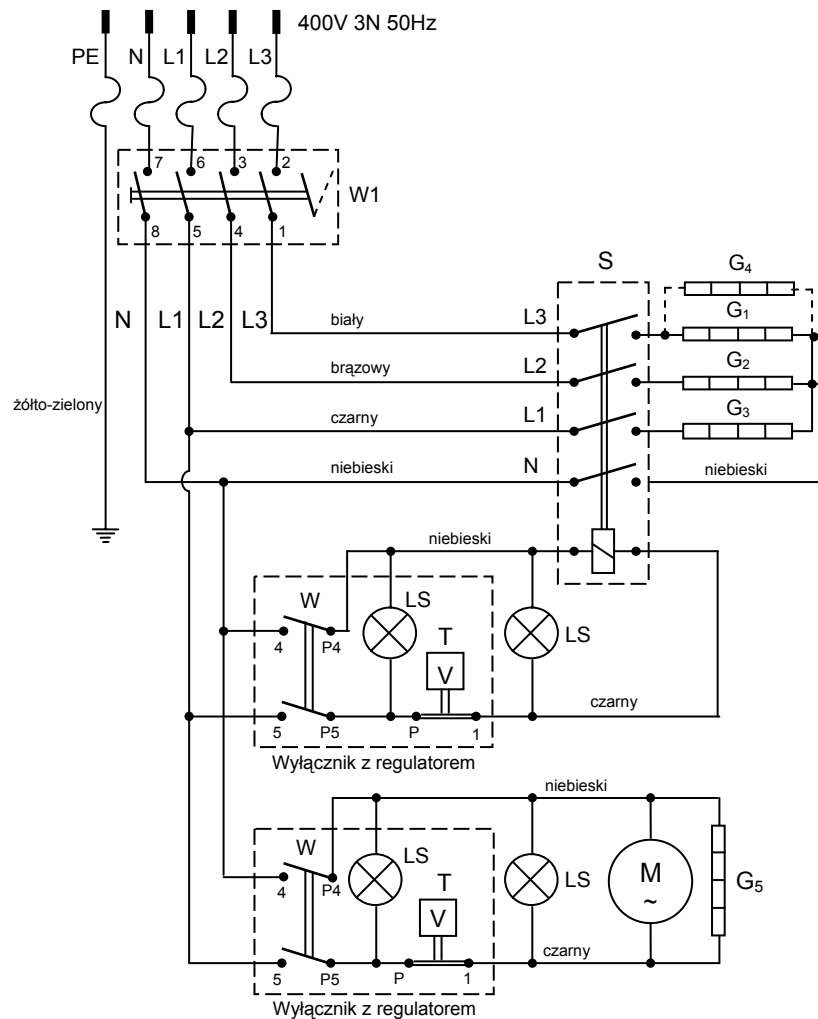 400V 3N 50Hz
PE N L1 L2 L3
7 6 3 2
W1
8 5 4 1
S
G4
N L1 L2 L3
biały
L3
G1
brązowy
L2
G2
żółto-zielony
czarny
L1
G3
niebieski
N
niebieski
niebieski
W
LS
T
V
LS
4
P4
5
P5
P
1
czarny
Wyłącznik z regulatorem
niebieski
W
LS
T
V
LS
M
~
G5
4
P4
5
P5
P
1
czarny
Wyłącznik z regulatorem